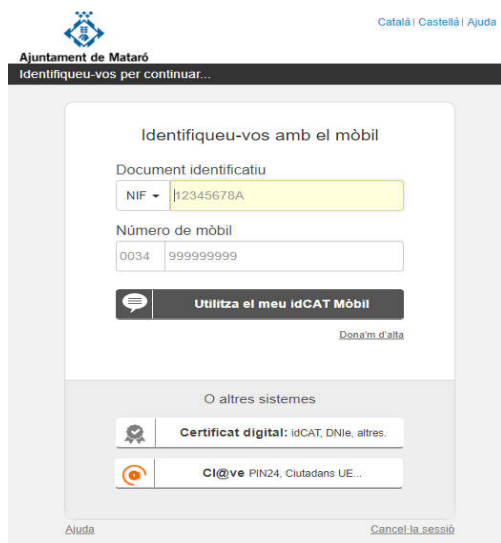 Català | Castellà | Ajuda
Ajuntament de Mataró
Identifiqueu-vos per continuar...
Identifiqueu-vos amb el mòbil
Document identificatiu
NIF 12345678A
Número de mòbil
0034 999999999
Utilitza el meu idCAT Mòbil
Dona'm d'alta
O altres sistemes
Certificat digital: idCAT, DNIe, altres.
Cl@ve PIN24, Ciutadans UE...
Ajuda Cancel·la sessió